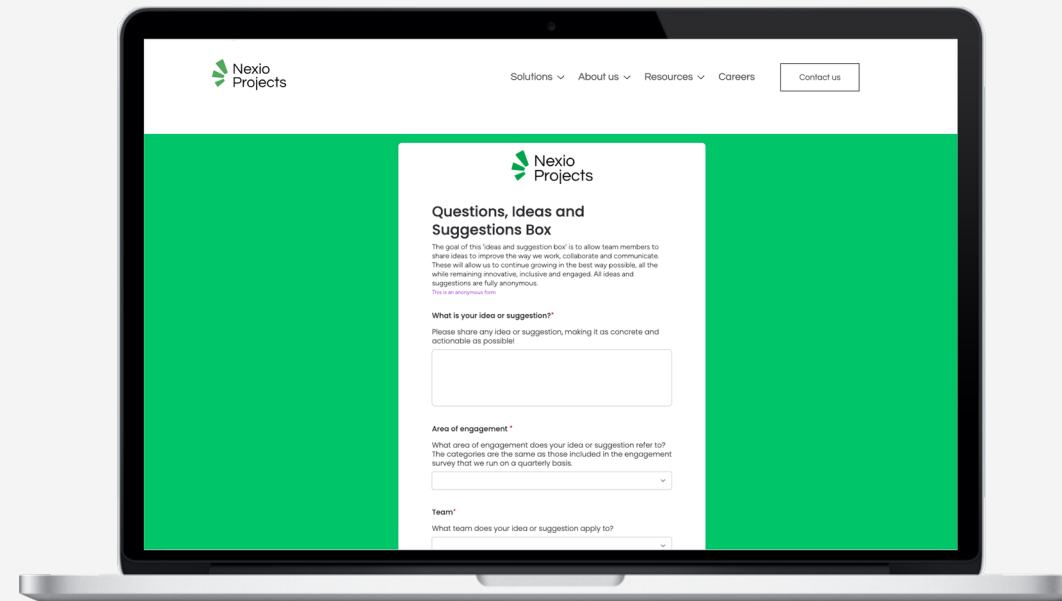 Nexio
Projects
Solutions
About us
Resources
Careers
Contact us
Nexio
Projects
Questions, Ideas and
Suggestions Box
The goal of this 'ideas and suggestion box' is to allow team members to
share ideas to improve the way we work, collaborate and communicate.
These will allow us to continue growing in the best way possible, all the
while remaining innovative, inclusive and engaged. All ideas and
suggestions are fully anonymous.
This is an anonymous form
What is your idea or suggestion?*
Please share any idea or suggestion, making it as concrete and
actionable as possible!
Area of engagement *
What area of engagement does your idea or suggestion refer to?
The categories are the same as those included in the engagement
survey that we run on a quarterly basis.
Team*
What team does your idea or suggestion apply to?